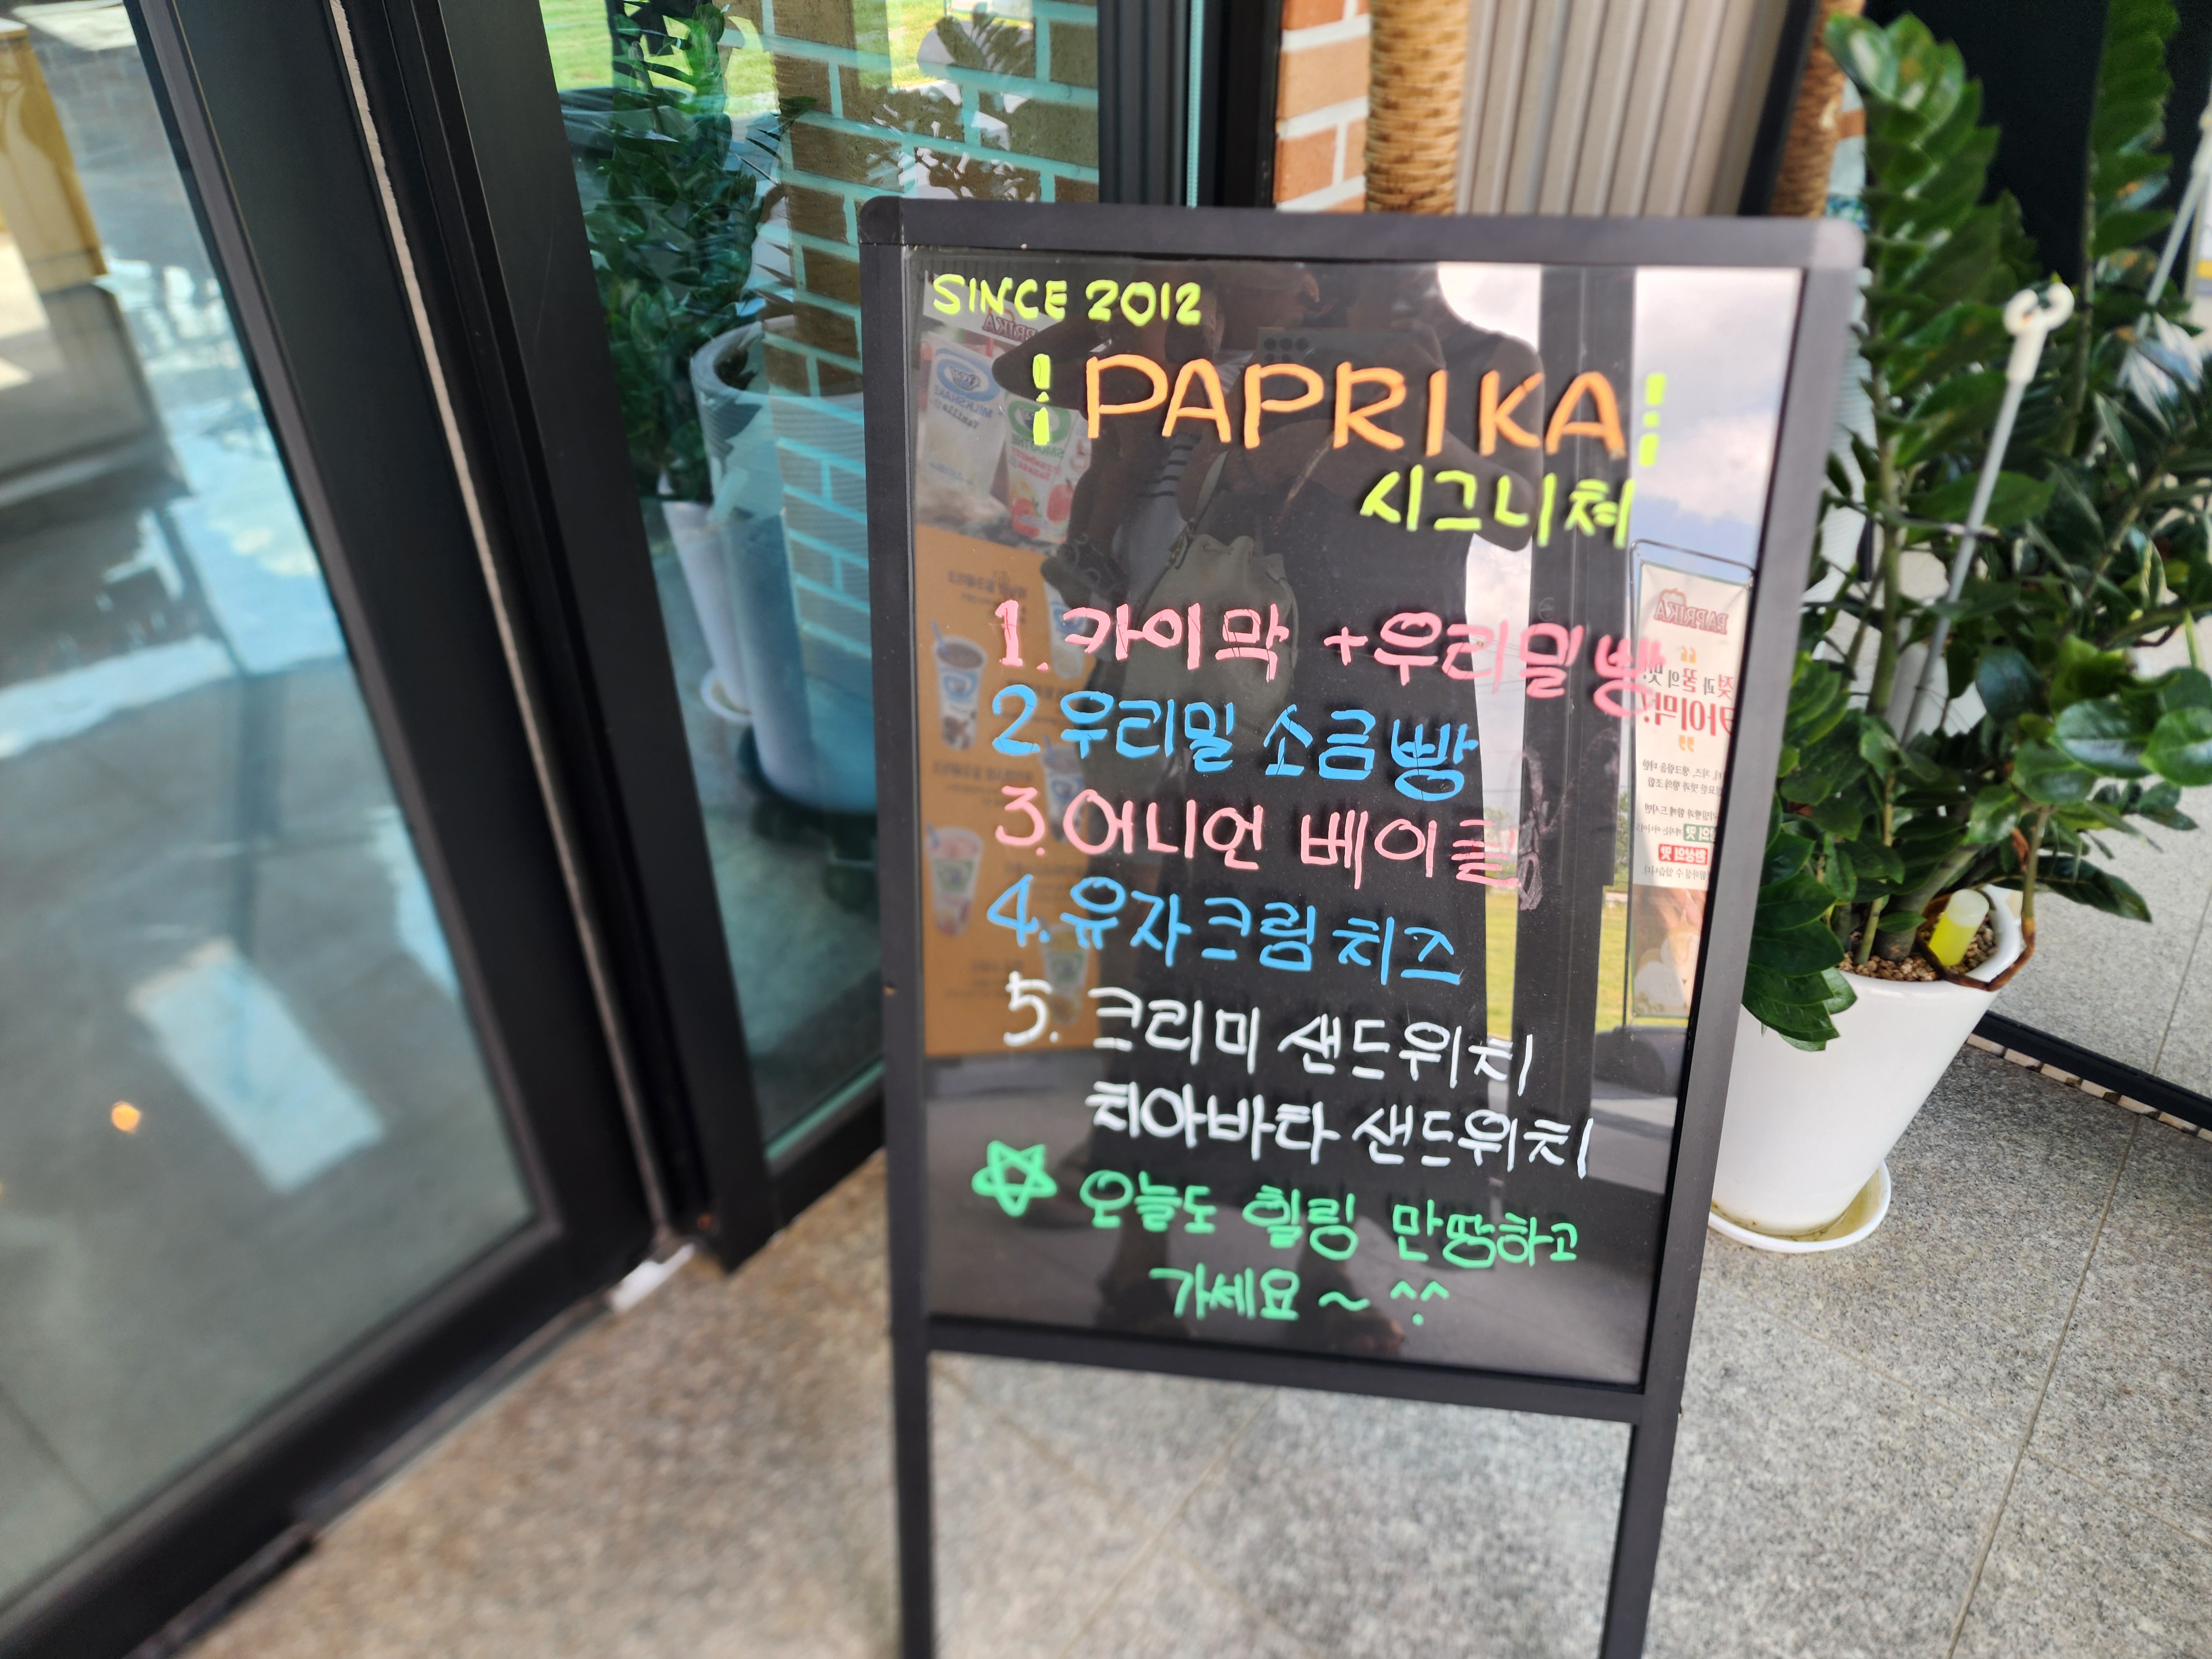 SINCE 2012
¡PAPRIKA!
시그니처
1. 카이막 +우리밀빵
2 우리밀 소금빵
3. 어니언 베이글
4. 유자크림치즈
5. 크리미 샌드위치
치아바타 샌드위치
☆ 오늘도 힐링 만땅하고
가세요~^^